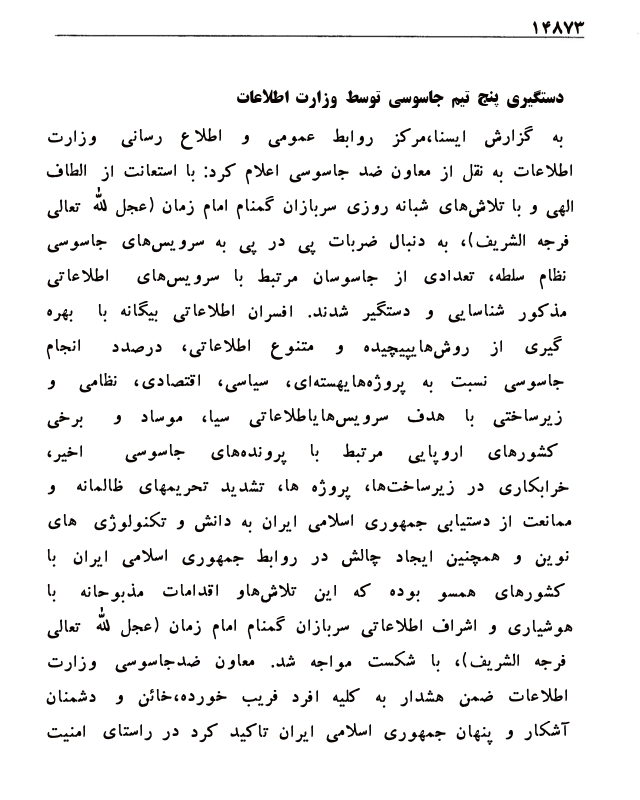 ۱۴۸۷۳
دستگیری پنج تیم جاسوسی توسط وزارت اطلاعات
به گزارش ایسنا،مرکز روابط عمومی و اطلاع رسانی وزارت
اطلاعات به نقل از معاون ضد جاسوسی اعلام کرد: با استعانت از الطاف
الهی و با تلاش‌های شبانه روزی سربازان گمنام امام زمان (عجل لله تعالی
فرجه الشریف)، به دنبال ضربات پی در پی به سرویس‌های جاسوسی
نظام سلطه، تعدادی از جاسوسان مرتبط با سرویس‌های اطلاعاتی
مذکور شناسایی و دستگیر شدند. افسران اطلاعاتی بیگانه با بهره
گیری از روش‌هایپیچیده و متنوع اطلاعاتی، درصدد انجام
جاسوسی نسبت به پروژه‌هایهسته‌ای، سیاسی، اقتصادی، نظامی و
زیرساختی با هدف سرویس‌هایاطلاعاتی سیا، موساد و برخی
کشورهای اروپایی مرتبط با پرونده‌های جاسوسی اخیر،
خرابکاری در زیرساخت‌ها، پروژه ها، تشدید تحریمهای ظالمانه و
ممانعت از دستیابی جمهوری اسلامی ایران به دانش و تکنولوژی های
نوین و همچنین ایجاد چالش در روابط جمهوری اسلامی ایران با
کشورهای همسو بوده که این تلاش‌هاو اقدامات مذبوحانه با
هوشیاری و اشراف اطلاعاتی سربازان گمنام امام زمان (عجل لله تعالی
فرجه الشریف)، با شکست مواجه شد. معاون ضدجاسوسی وزارت
اطلاعات ضمن هشدار به کلیه افرد فریب خورده،خائن و دشمنان
آشکار و پنهان جمهوری اسلامی ایران تاکید کرد در راستای امنیت